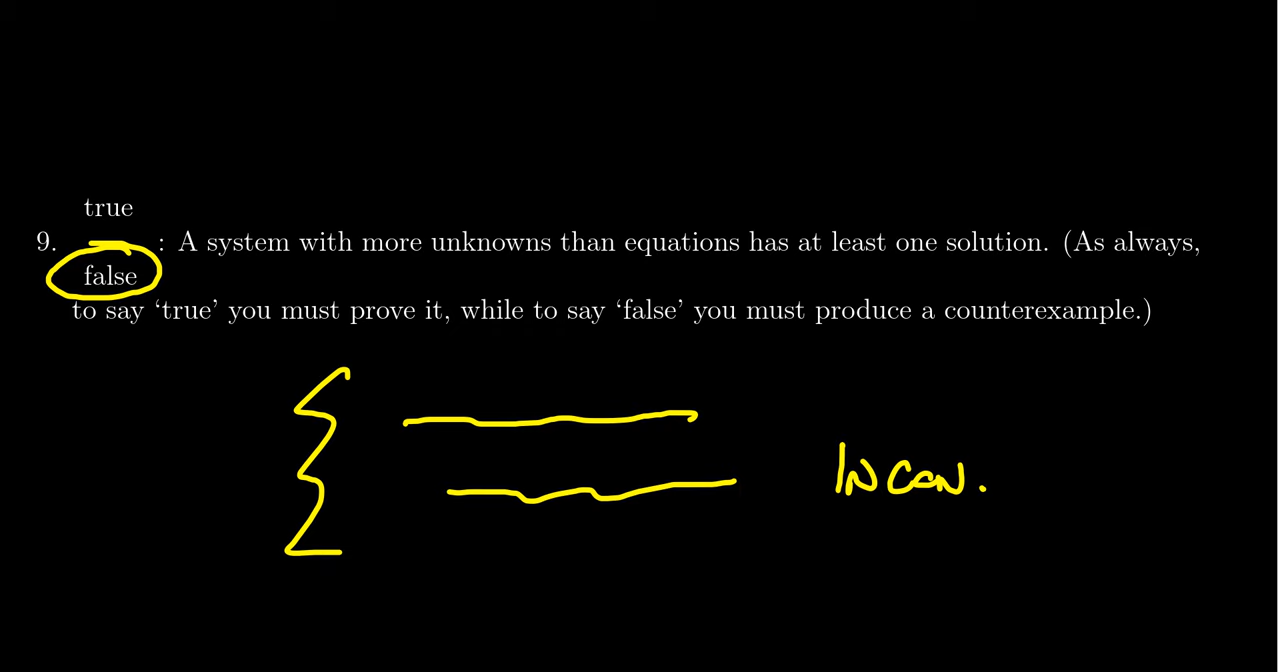 true
9. false : A system with more unknowns than equations has at least one solution. (As always,
to say ‘true’ you must prove it, while to say ‘false’ you must produce a counterexample.)